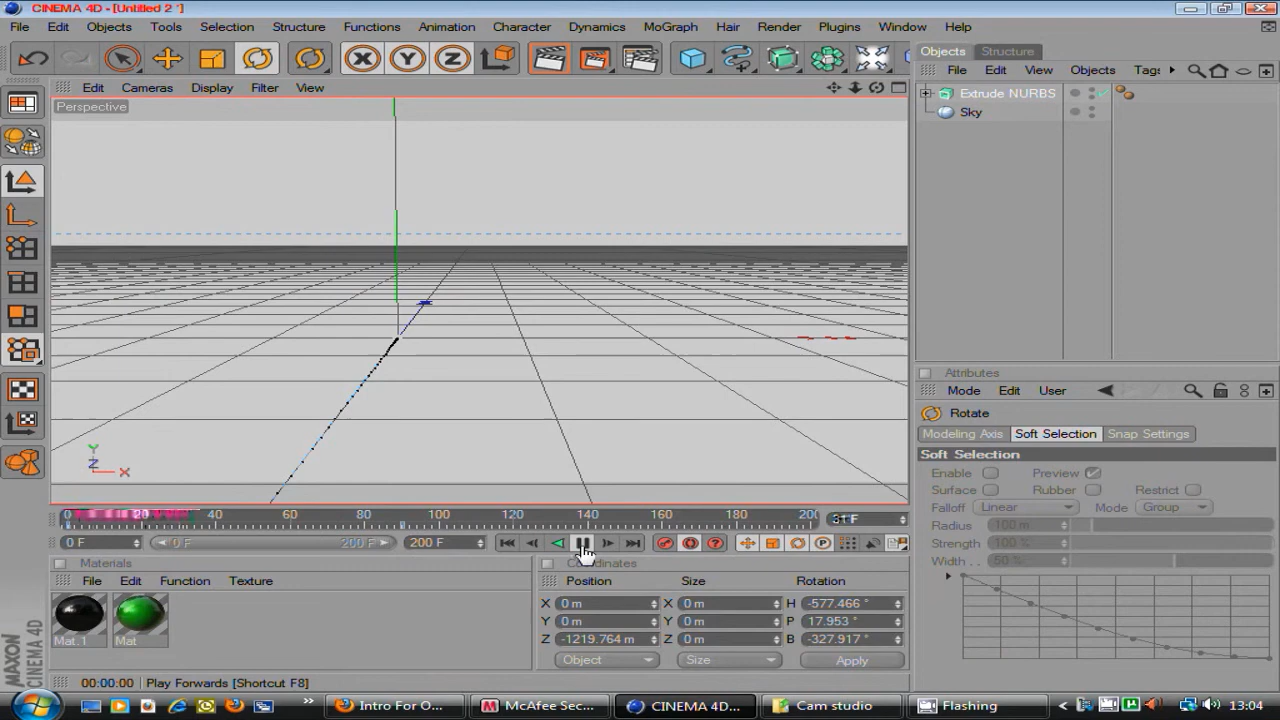 CINEMA 4D - [Untitled 2 *]
File Edit Objects Tools Selection Structure Functions Animation Character Dynamics MoGraph Hair Render Plugins Window Help
X Y Z
Objects Structure
File Edit View Objects Tags
Extrude NURBS
Sky
Edit Cameras Display Filter View
Perspective
Y
Z X
Attributes
Mode Edit User
Rotate
Modeling Axis Soft Selection Snap Settings
Soft Selection
Enable Preview
Surface Rubber Restrict
Falloff Linear Mode Group
Radius 100 m
Strength 100 %
Width . . 50 %
0 20 40 60 80 100 120 140 160 180 200
0 F 0 F 200 F 200 F
P
Materials
File Edit Function Texture
Mat.1 Mat
Coordinates
Position Size Rotation
X 0 m X 0 m H -577.466 °
Y 0 m Y 0 m P 17.953 °
Z -1219.764 m Z 0 m B -327.917 °
Object Size Apply
MAXON CINEMA 4D
00:00:00 Play Forwards [Shortcut F8]
Intro For O... McAfee Sec... CINEMA 4D... Cam studio Flashing 13:04